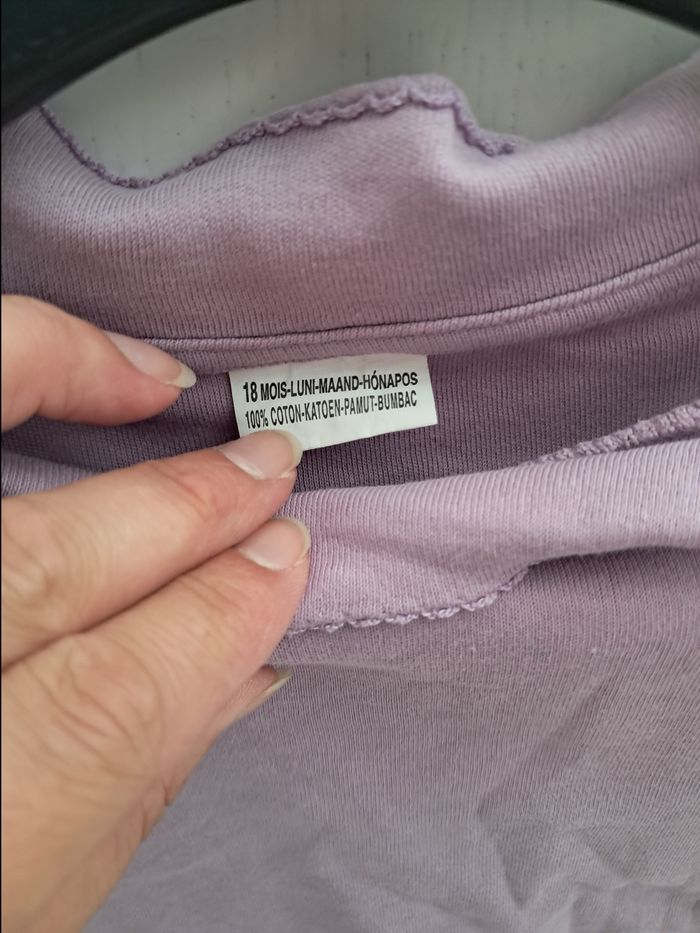 18 MOIS-LUNI-MAAND-HÓNAPOS
100% COTON-KATOEN-PAMUT-BUMBAC